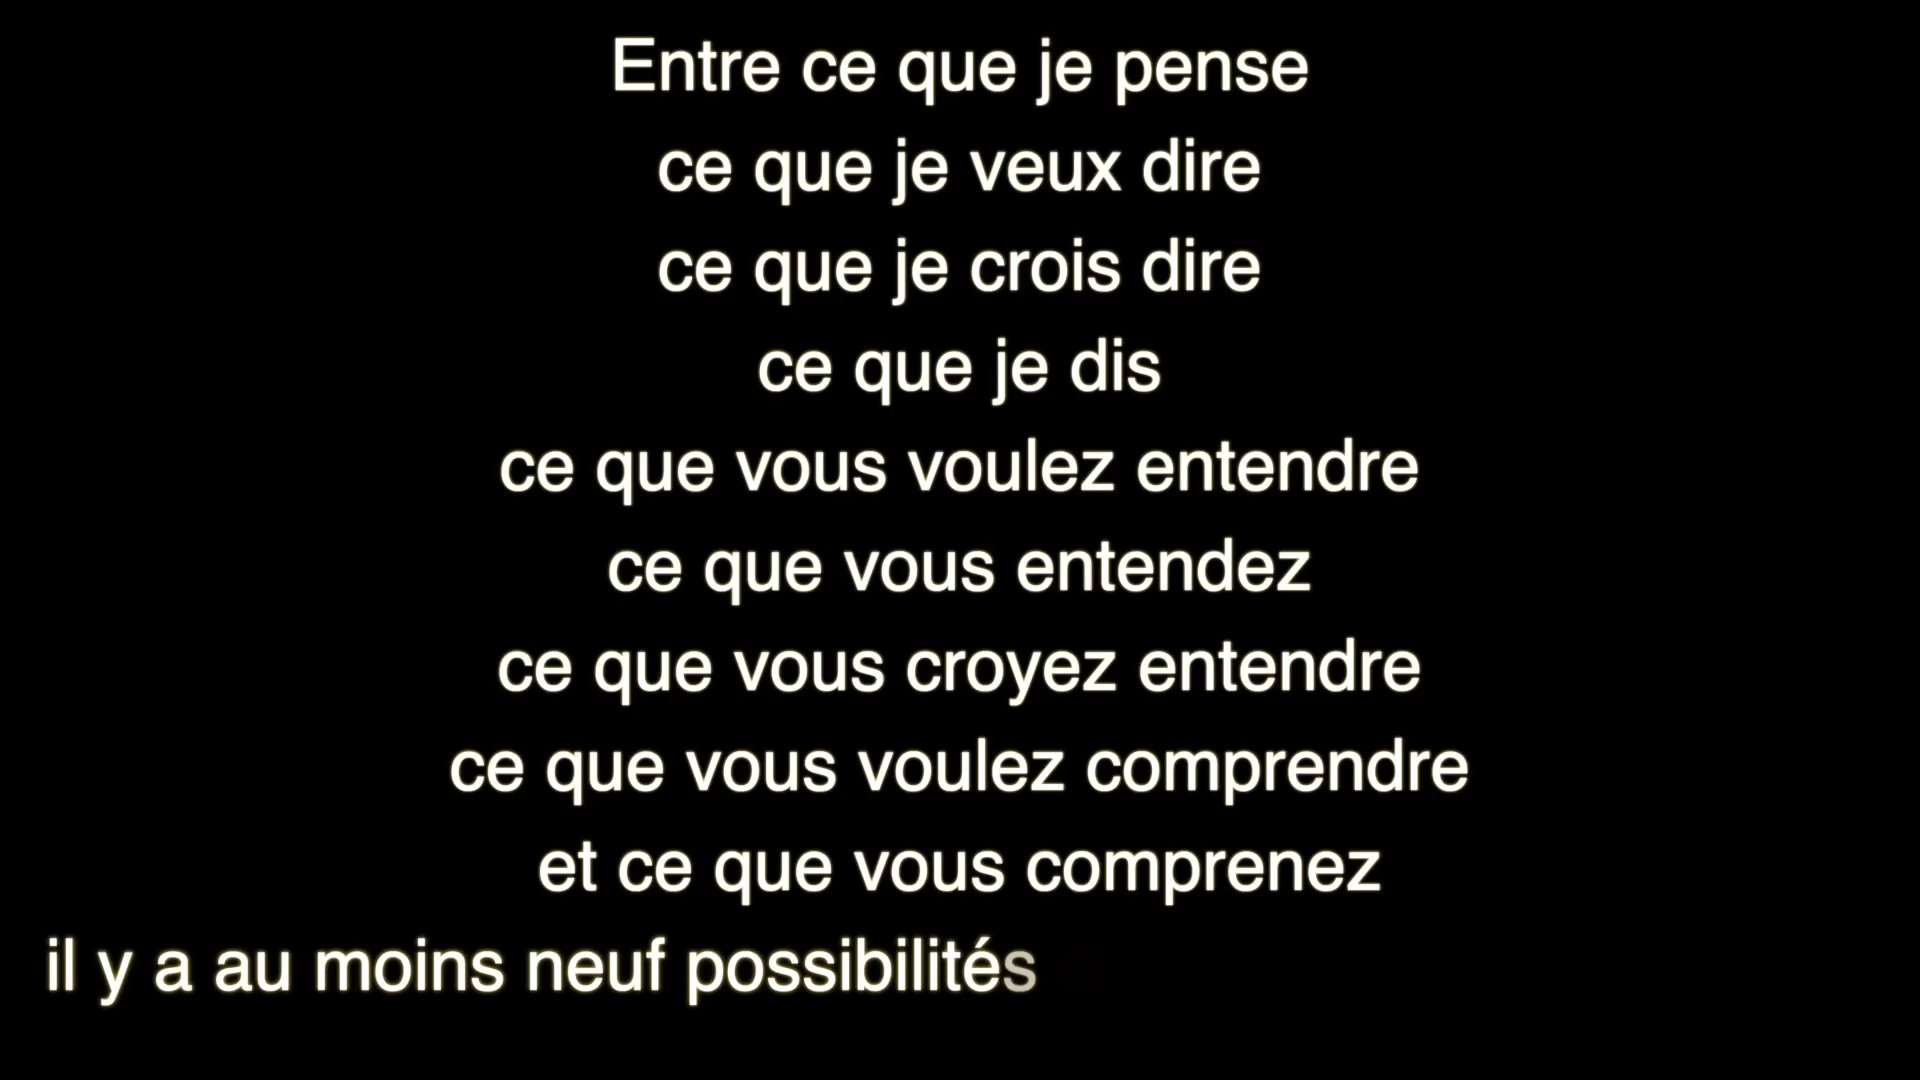 Entre ce que je pense
ce que je veux dire
ce que je crois dire
ce que je dis
ce que vous voulez entendre
ce que vous entendez
ce que vous croyez entendre
ce que vous voulez comprendre
et ce que vous comprenez
il y a au moins neuf possibilités